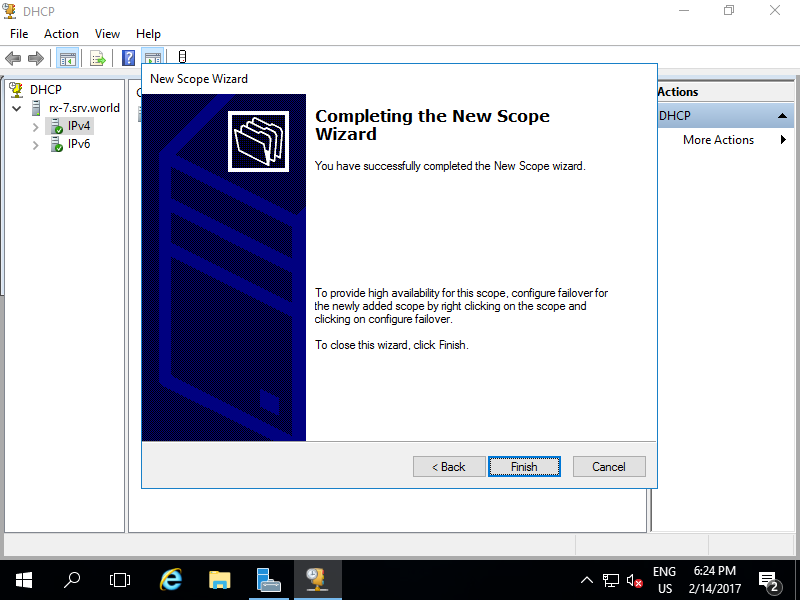 DHCP
File Action View Help
DHCP
rx-7.srv.world
IPv4
IPv6
New Scope Wizard
Completing the New Scope
Wizard
You have successfully completed the New Scope wizard.
To provide high availability for this scope, configure failover for
the newly added scope by right clicking on the scope and
clicking on configure failover.
To close this wizard, click Finish.
< Back Finish Cancel
Actions
DHCP
More Actions
ENG
US
6:24 PM
2/14/2017
2